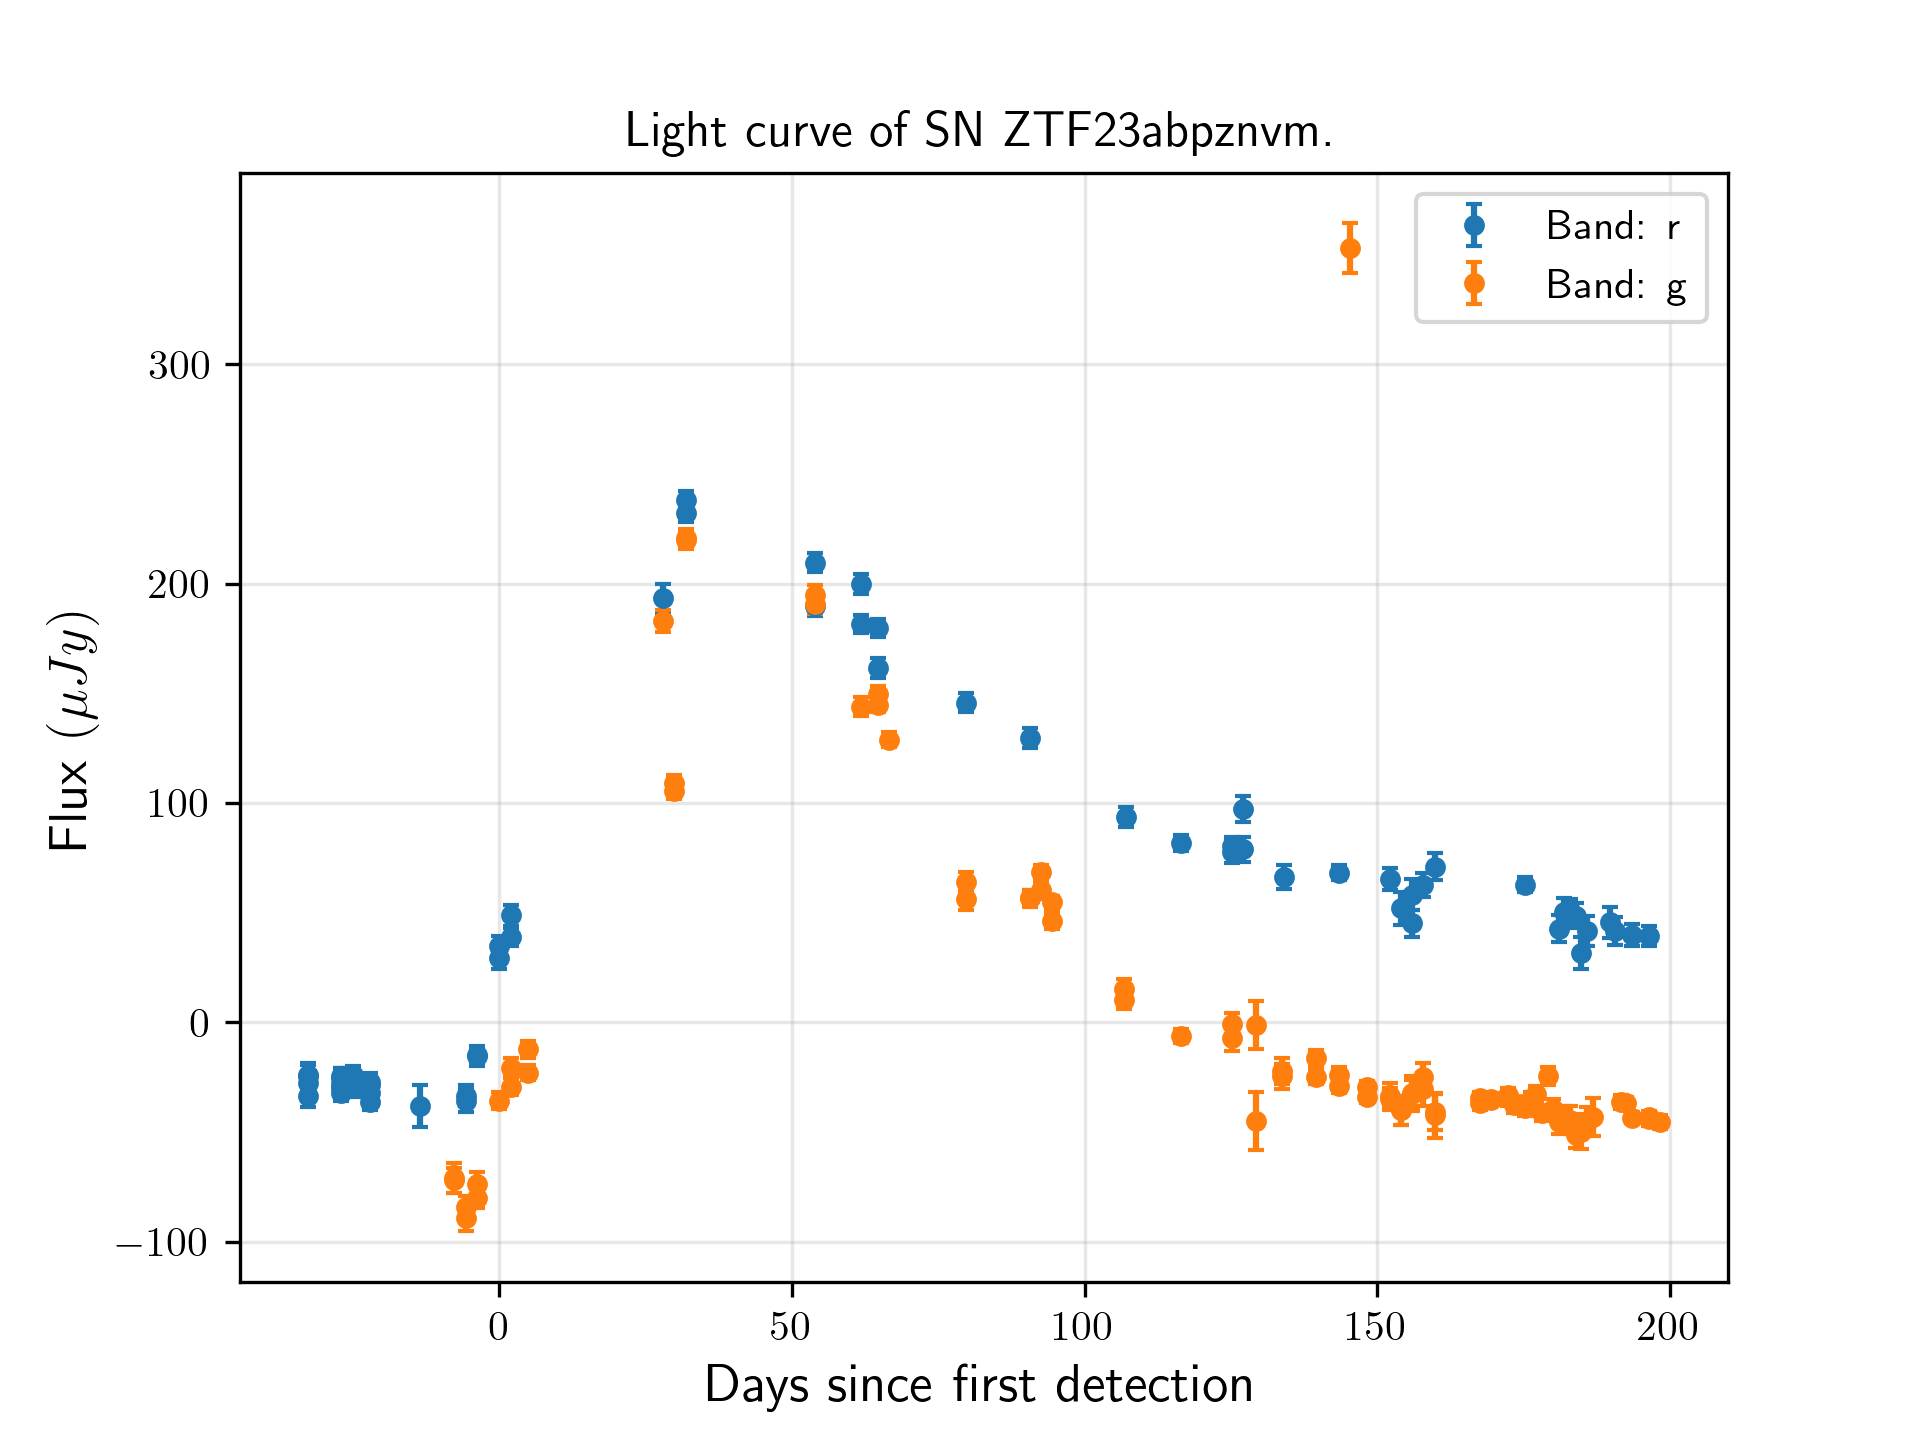 Light curve of SN ZTF23abpznvm.
Band: r
Band: g
300
200
100
0
−100
Flux (μJy)
0 50 100 150 200
Days since first detection